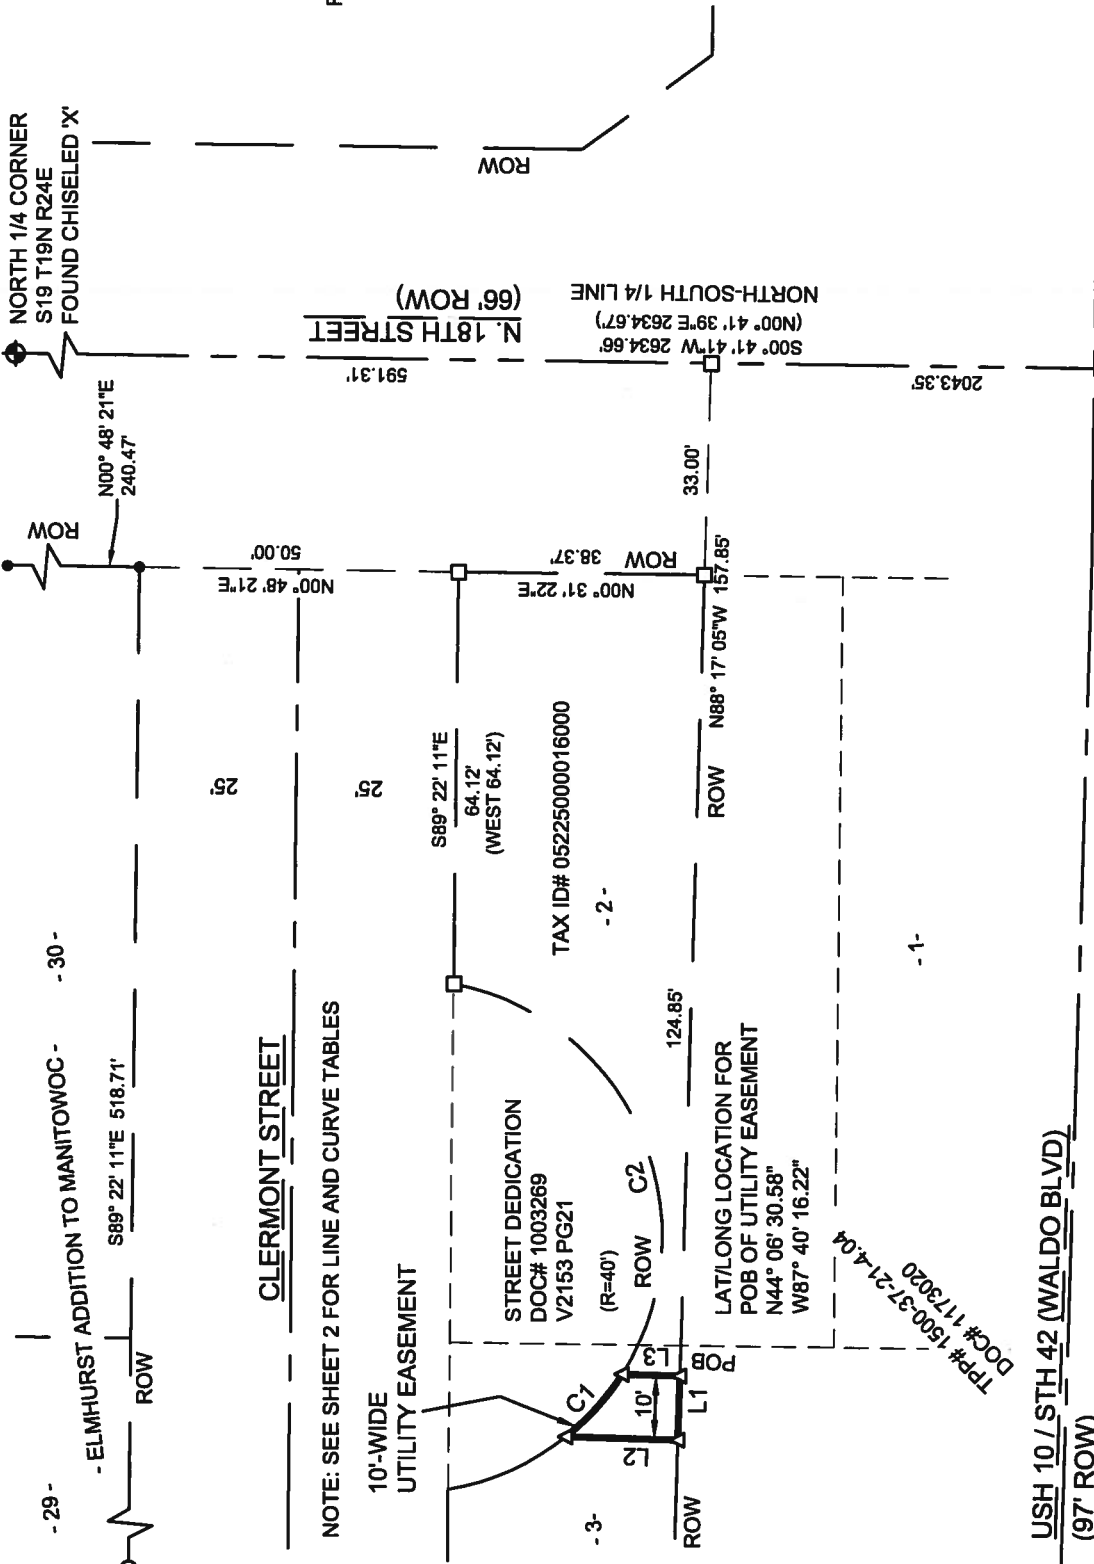 NORTH 1/4 CORNER
S19 T19N R24E
FOUND CHISELED 'X'
ROW
N. 18TH STREET
(66' ROW)
591.31'
S00° 41' 41"W 2634.66'
(N00° 41' 39"E 2634.67')
NORTH-SOUTH 1/4 LINE
2043.35'
N00° 48' 21"E
240.47'
ROW
50.00'
N00° 48' 21"E
38.37'
N00° 31' 22"E
ROW
33.00'
N88° 17' 05"W 157.85'
ROW
- 29 -
- ELMHURST ADDITION TO MANITOWOC -
- 30 -
S89° 22' 11"E 518.71'
ROW
25'
CLERMONT STREET
25'
NOTE: SEE SHEET 2 FOR LINE AND CURVE TABLES
S89° 22' 11"E
64.12'
(WEST 64.12')
TAX ID# 05225000016000
- 2 -
10'-WIDE
UTILITY EASEMENT
STREET DEDICATION
DOC# 1003269
V2153 PG21
(R=40')
ROW
C2
124.85'
C1
10'
L1
L2
L3
POB
- 3-
ROW
LAT/LONG LOCATION FOR
POB OF UTILITY EASEMENT
N44° 06' 30.58"
W87° 40' 16.22"
- 1-
TPP# 1500-37-21-4.04
DOC# 1173020
USH 10 / STH 42 (WALDO BLVD)
(97' ROW)